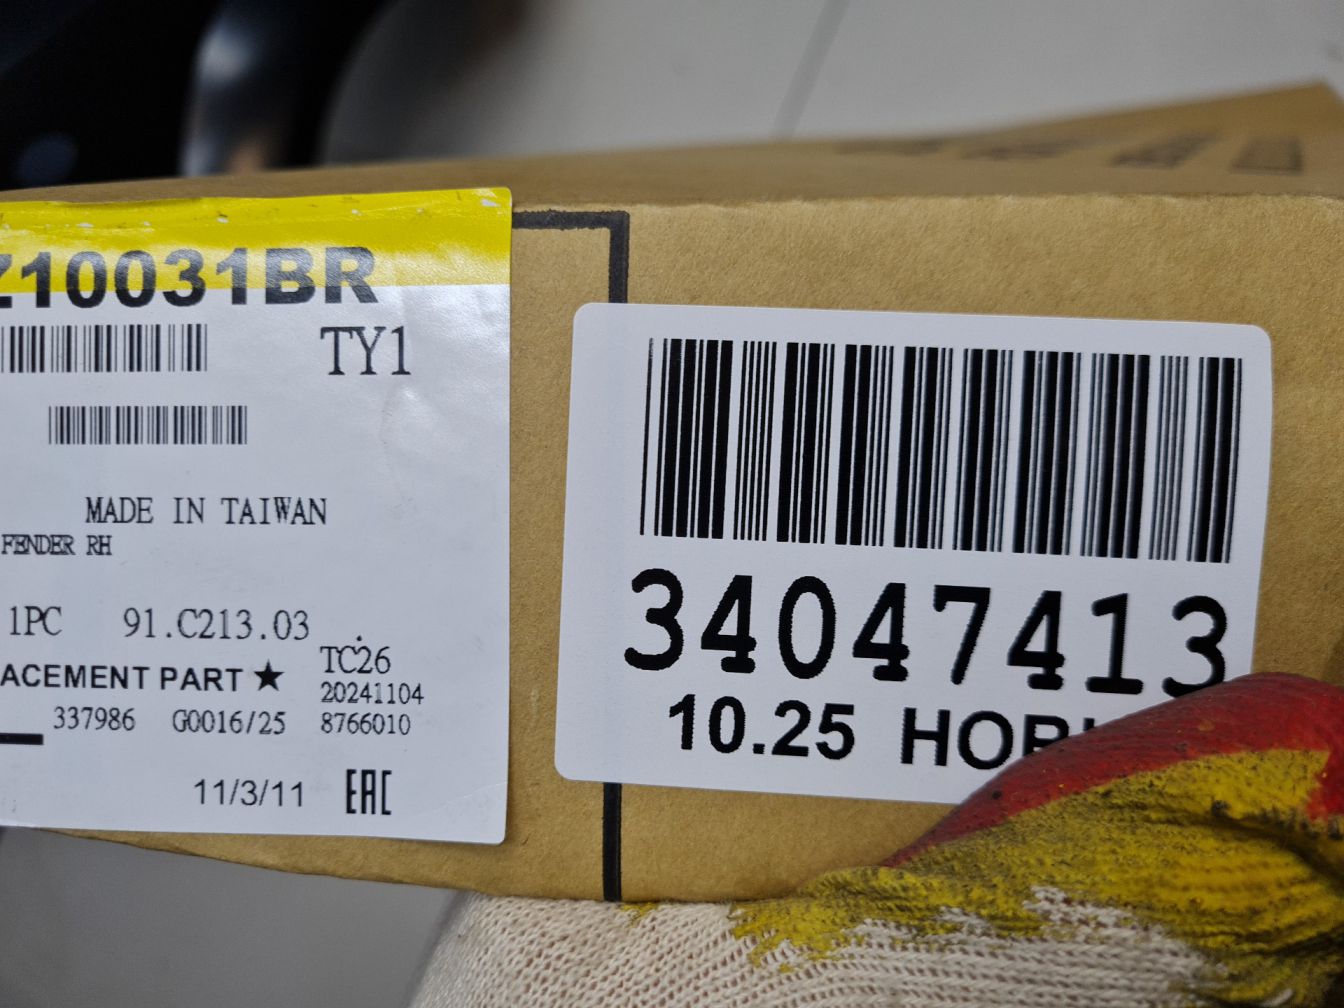 Z10031BR
TY1
MADE IN TAIWAN
FENDER RH
1PC 91.C213.03
ACEMENT PART ★ TC26
20241104
337986 G0016/25 8766010
11/3/11 EAC
34047413
10.25